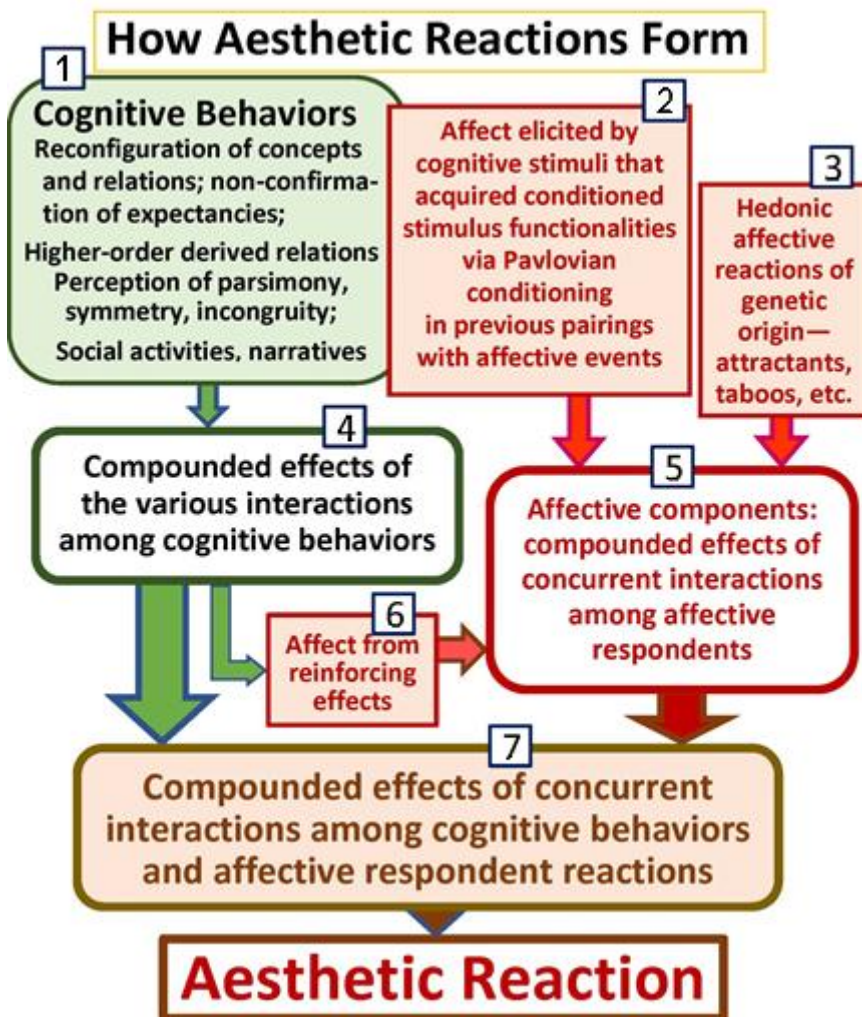 How Aesthetic Reactions Form
1
Cognitive Behaviors
Reconfiguration of concepts
and relations; non-confirma-
tion of expectancies;
Higher-order derived relations
Perception of parsimony,
symmetry, incongruity;
Social activities, narratives
2
Affect elicited by
cognitive stimuli that
acquired conditioned
stimulus functionalities
via Pavlovian
conditioning
in previous pairings
with affective events
3
Hedonic
affective
reactions of
genetic
origin—
attractants,
taboos, etc.
4
Compounded effects of
the various interactions
among cognitive behaviors
5
Affective components:
compounded effects of
concurrent interactions
among affective
respondents
6
Affect from
reinforcing
effects
7
Compounded effects of concurrent
interactions among cognitive behaviors
and affective respondent reactions
Aesthetic Reaction